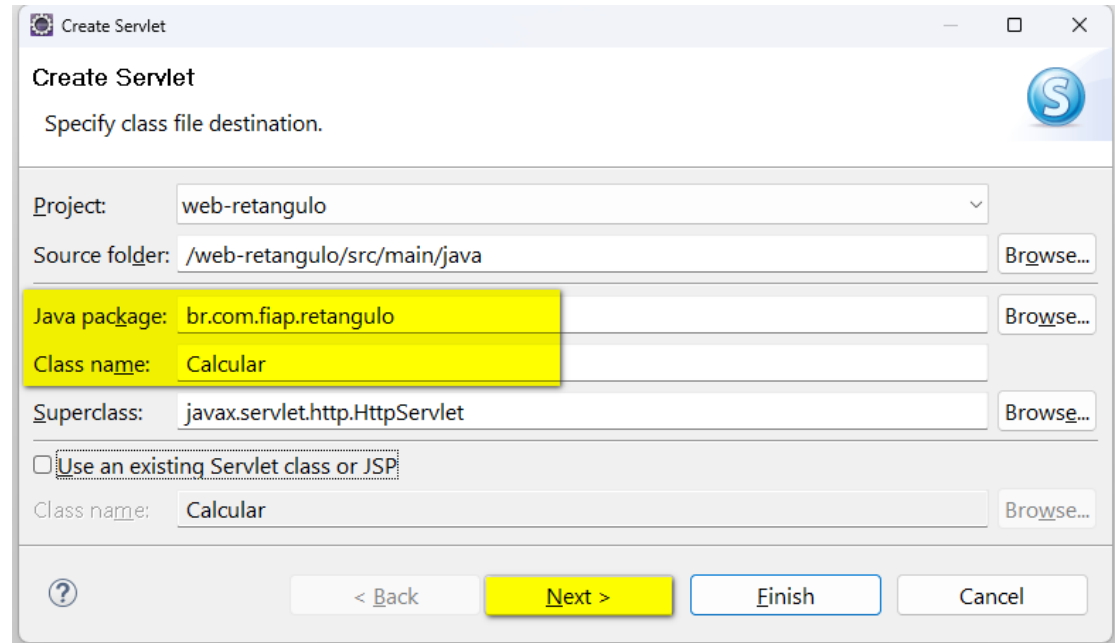 Create Servlet
Create Servlet
Specify class file destination.
Project: web-retangulo
Source folder: /web-retangulo/src/main/java Browse...
Java package: br.com.fiap.retangulo Browse...
Class name: Calcular
Superclass: javax.servlet.http.HttpServlet Browse...
Use an existing Servlet class or JSP
Class name: Calcular Browse...
? < Back Next > Finish Cancel